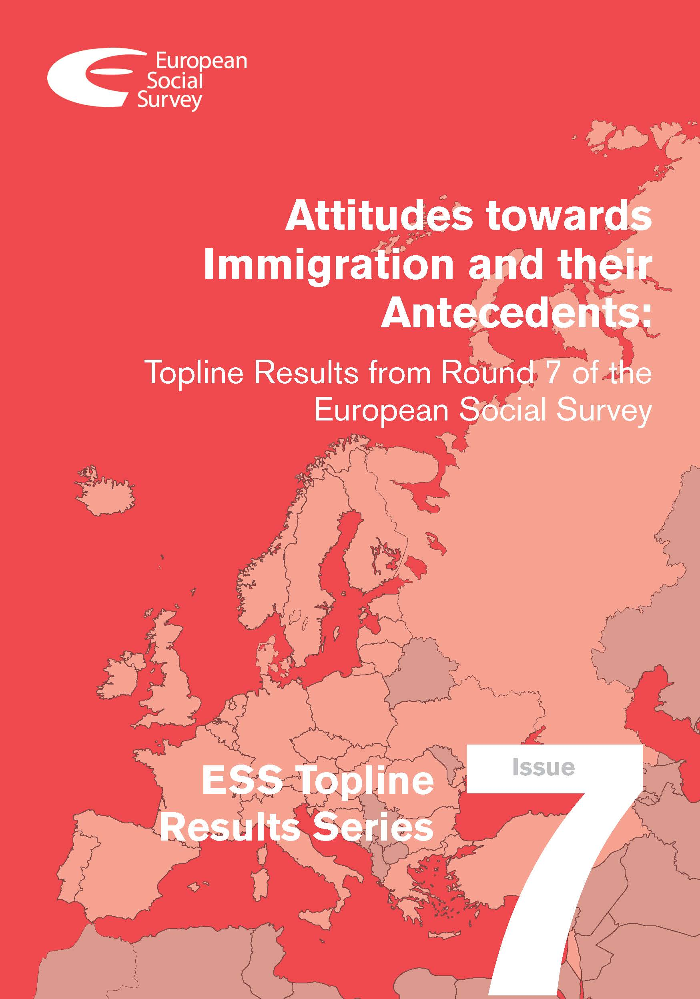 European
Social
Survey
Attitudes towards
Immigration and their
Antecedents:
Topline Results from Round 7 of the
European Social Survey
ESS Topline
Results Series
Issue
7